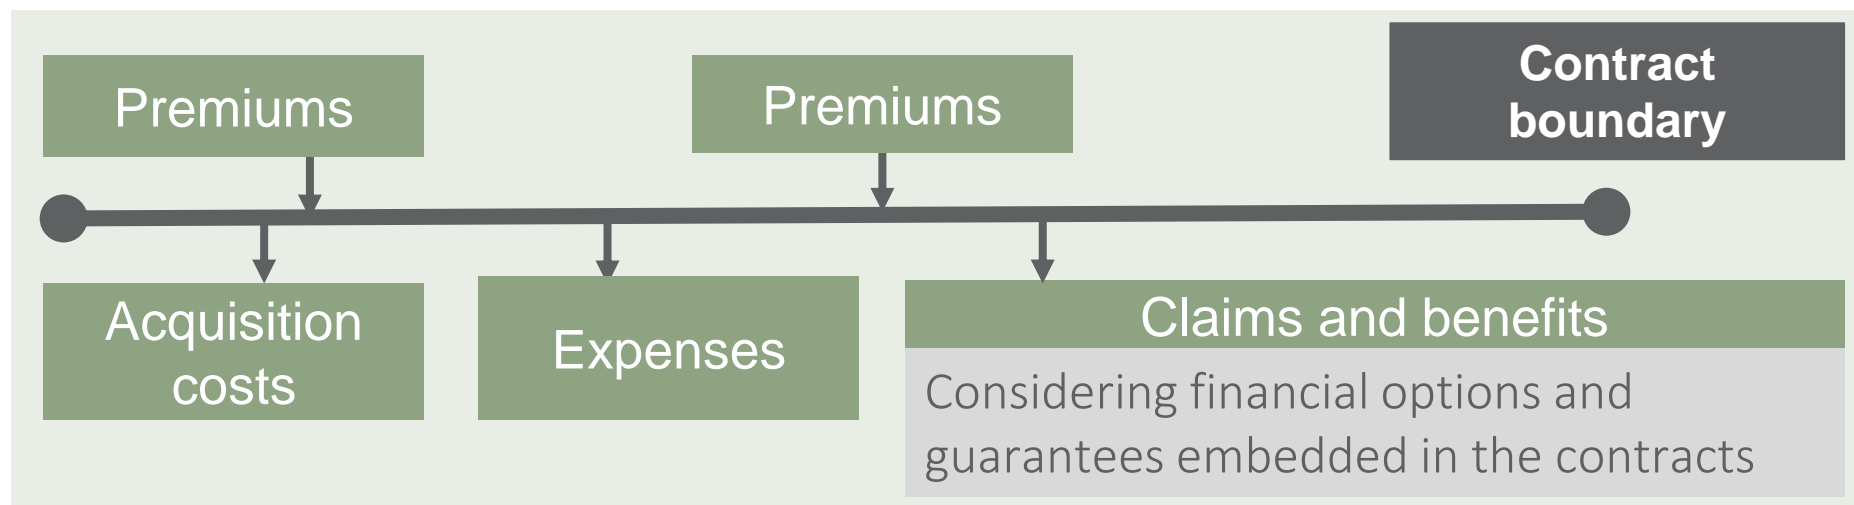 Premiums
Premiums
Contract
boundary
Acquisition
costs
Expenses
Claims and benefits
Considering financial options and
guarantees embedded in the contracts